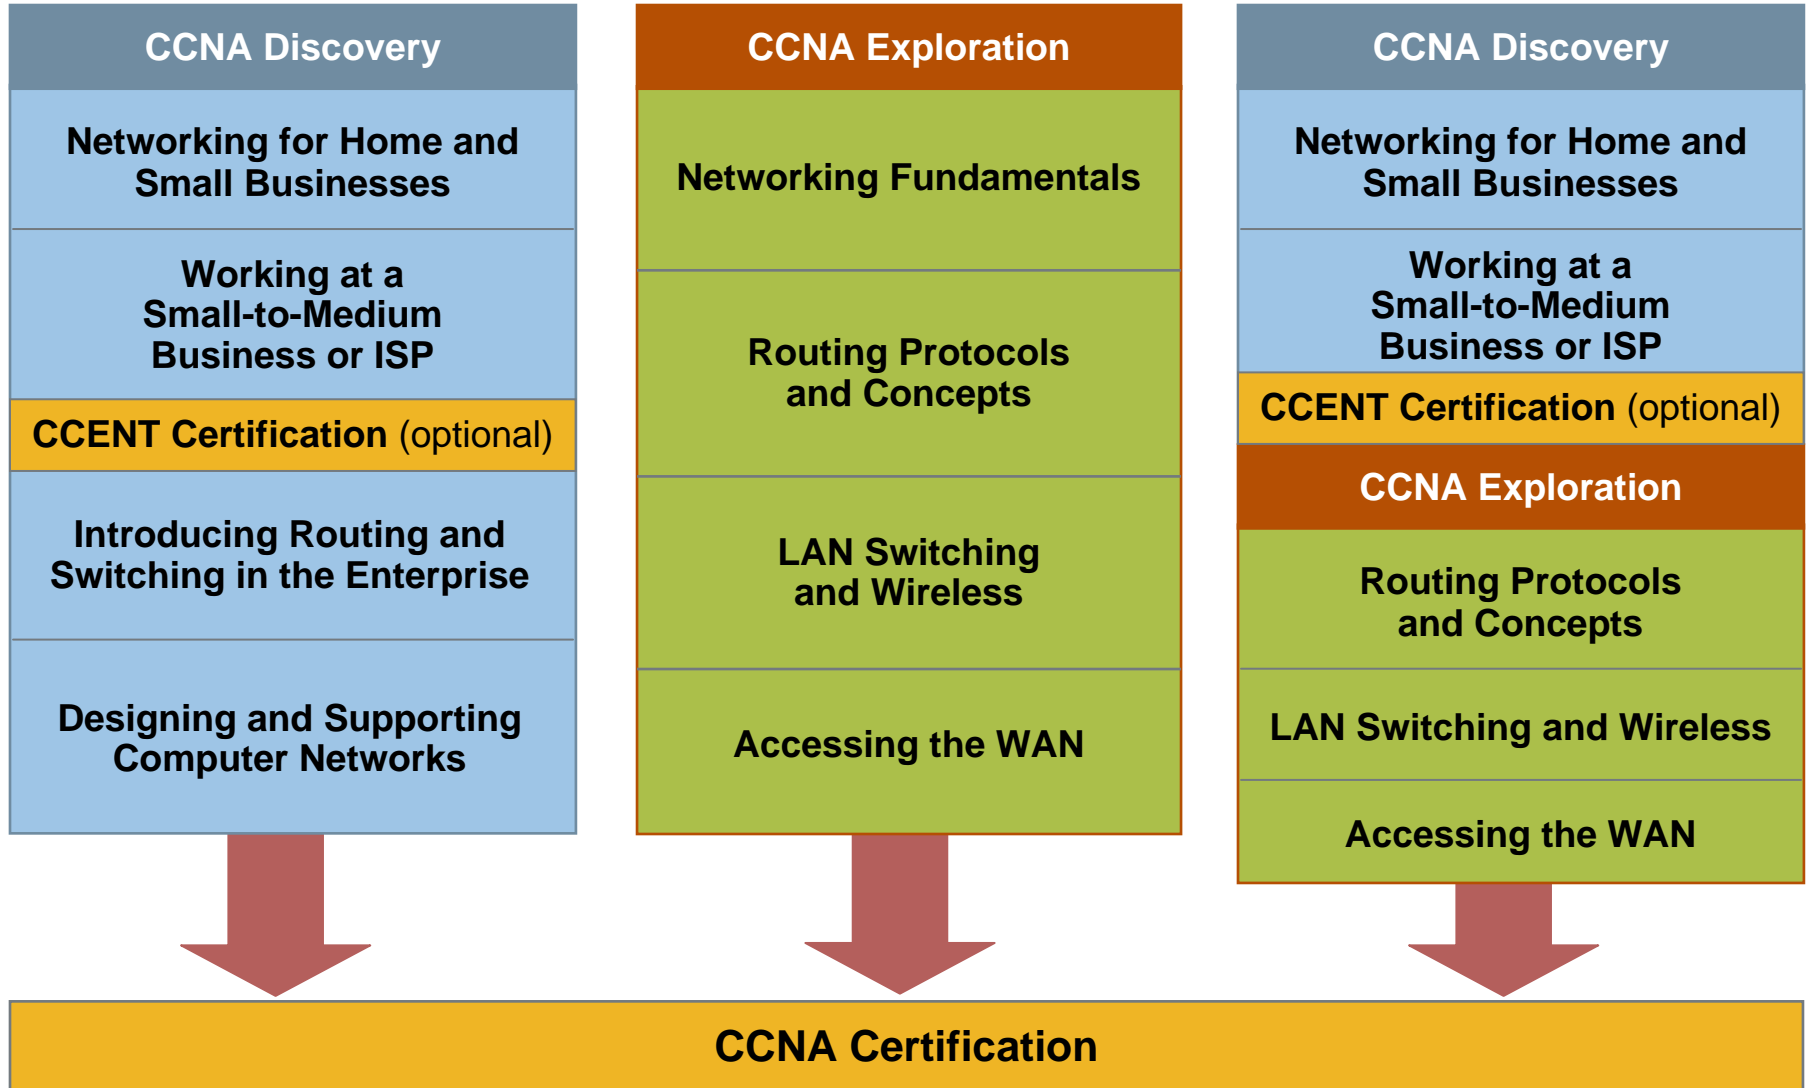 CCNA Discovery
Networking for Home and
Small Businesses
Working at a
Small-to-Medium
Business or ISP
CCENT Certification (optional)
Introducing Routing and
Switching in the Enterprise
Designing and Supporting
Computer Networks
CCNA Exploration
Networking Fundamentals
Routing Protocols
and Concepts
LAN Switching
and Wireless
Accessing the WAN
CCNA Discovery
Networking for Home and
Small Businesses
Working at a
Small-to-Medium
Business or ISP
CCENT Certification (optional)
CCNA Exploration
Routing Protocols
and Concepts
LAN Switching and Wireless
Accessing the WAN
CCNA Certification